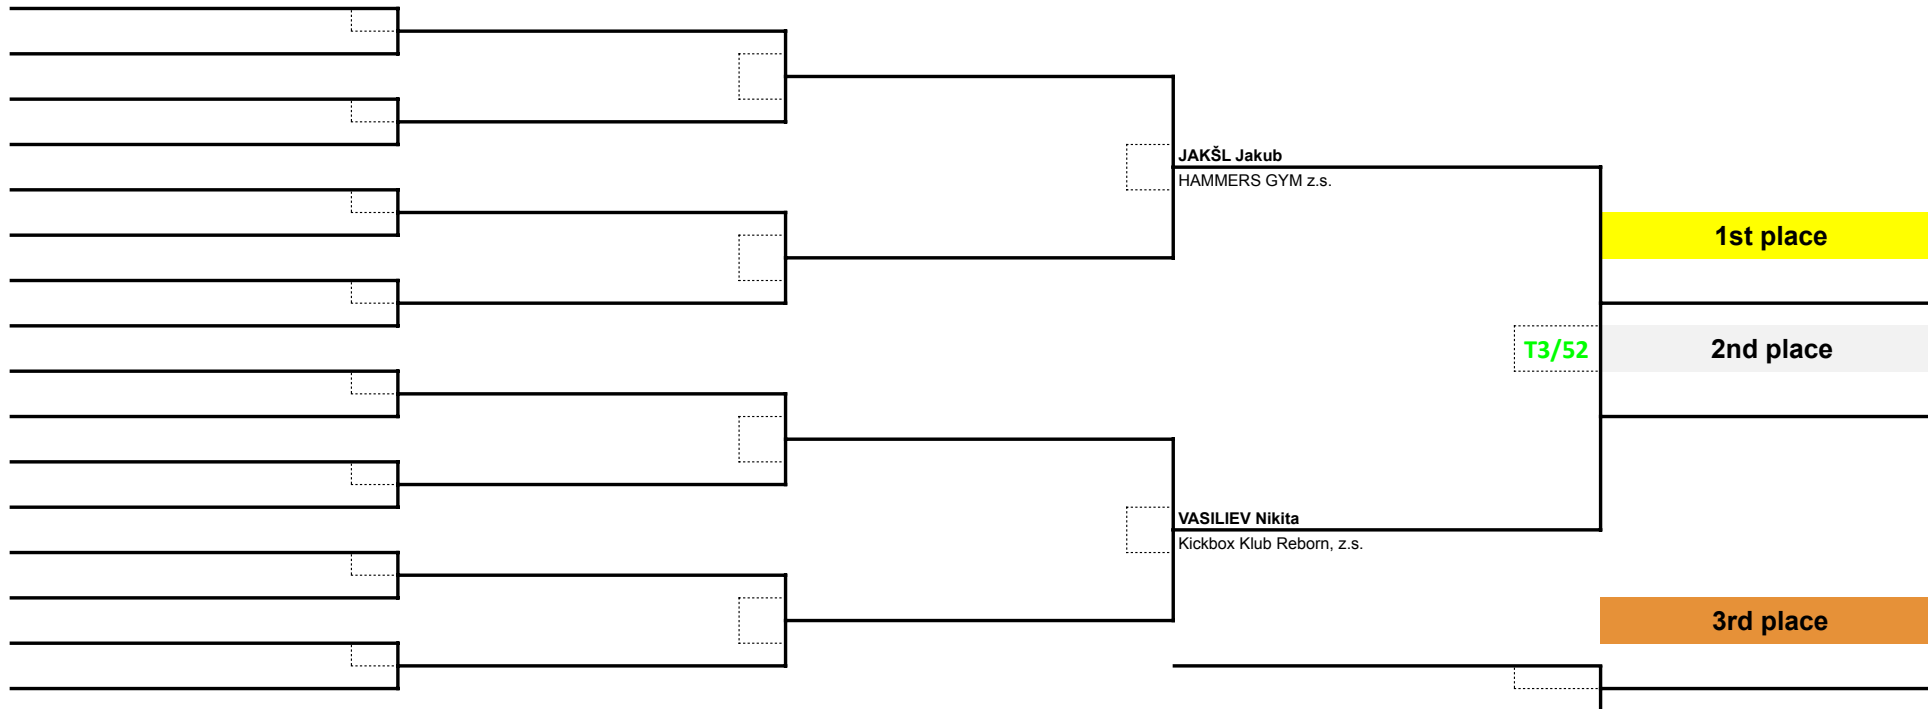 JAKŠL Jakub
HAMMERS GYM z.s.
1st place
T3/52
2nd place
VASILIEV Nikita
Kickbox Klub Reborn, z.s.
3rd place